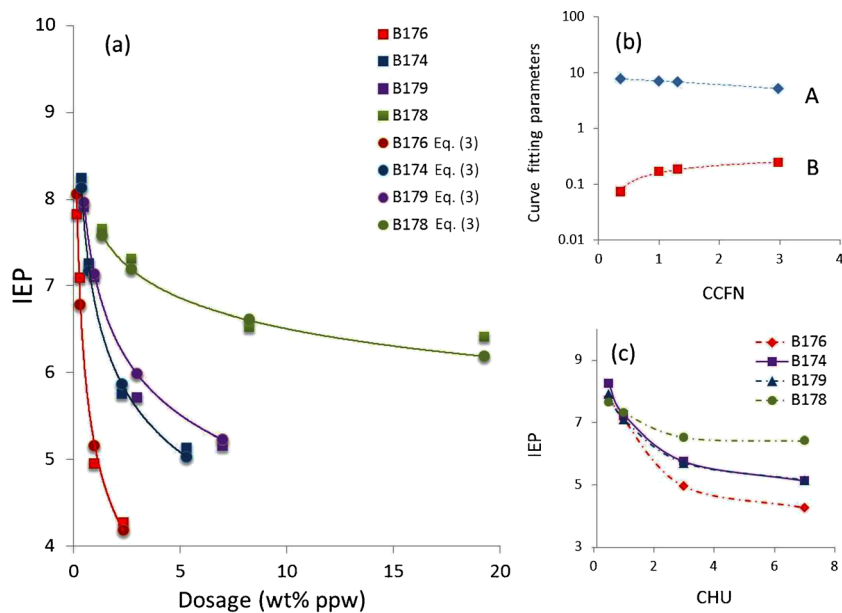 (a)
10
9
8
7
6
5
4
IEP
0
5
10
15
20
Dosage (wt% ppw)
B176
B174
B179
B178
B176 Eq. (3)
B174 Eq. (3)
B179 Eq. (3)
B178 Eq. (3)
(b)
Curve fitting parameters
100
10
1
0.1
0.01
A
B
0
1
2
3
4
CCFN
(c)
IEP
9
7
5
3
B176
B174
B179
B178
0
2
4
6
8
CHU